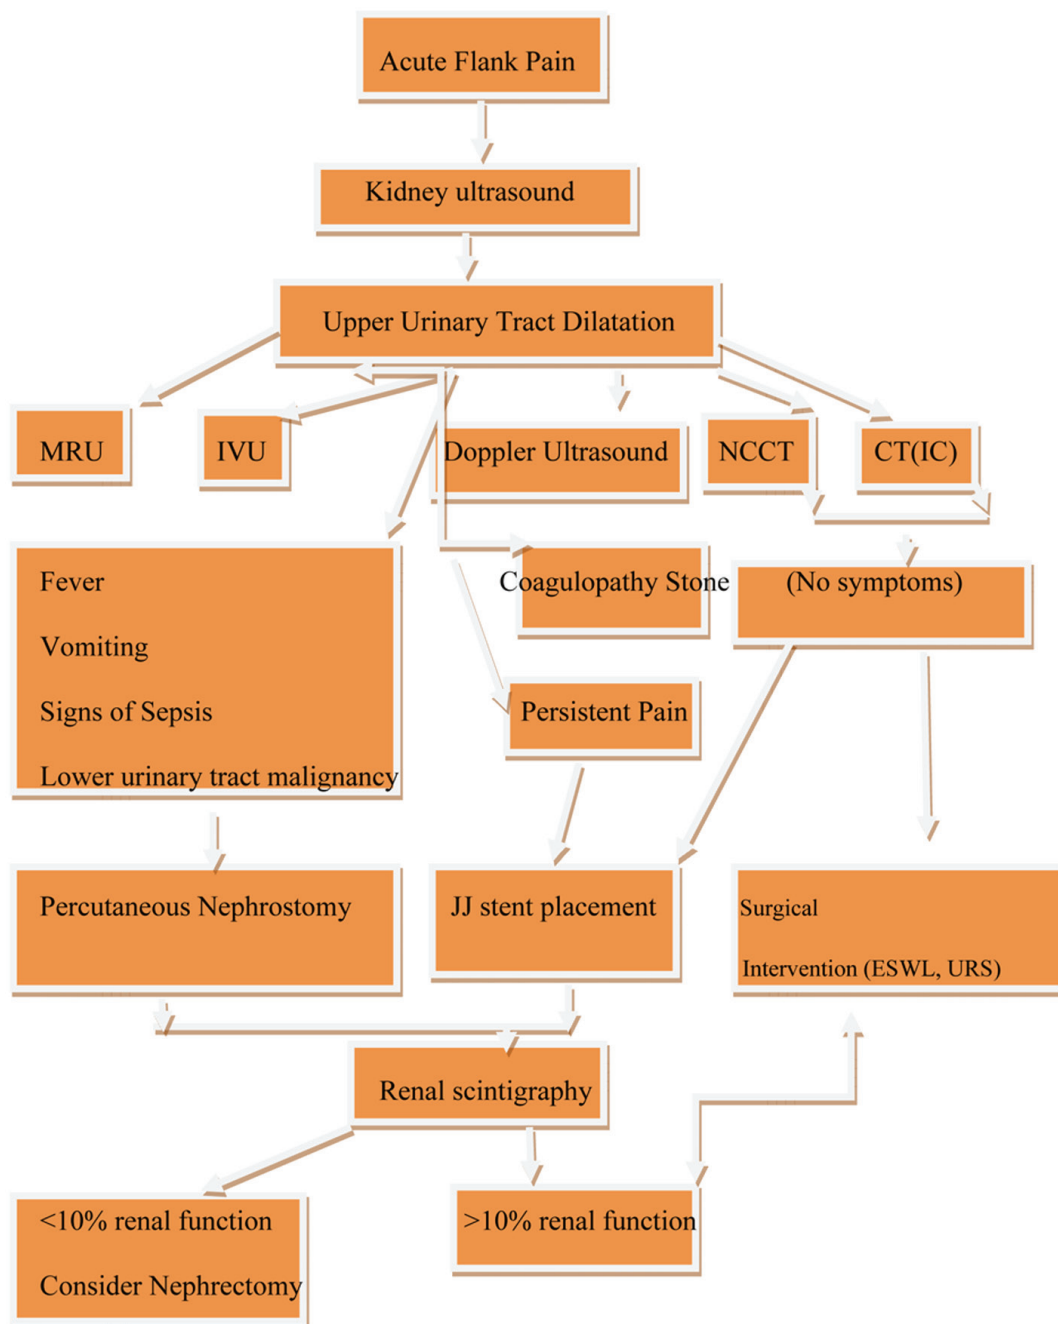 Acute Flank Pain
Kidney ultrasound
Upper Urinary Tract Dilatation
MRU
IVU
Doppler Ultrasound
NCCT
CT(IC)
Fever
Vomiting
Signs of Sepsis
Lower urinary tract malignancy
Coagulopathy Stone
(No symptoms)
Persistent Pain
Percutaneous Nephrostomy
JJ stent placement
Surgical
Intervention (ESWL, URS)
Renal scintigraphy
<10% renal function
Consider Nephrectomy
>10% renal function